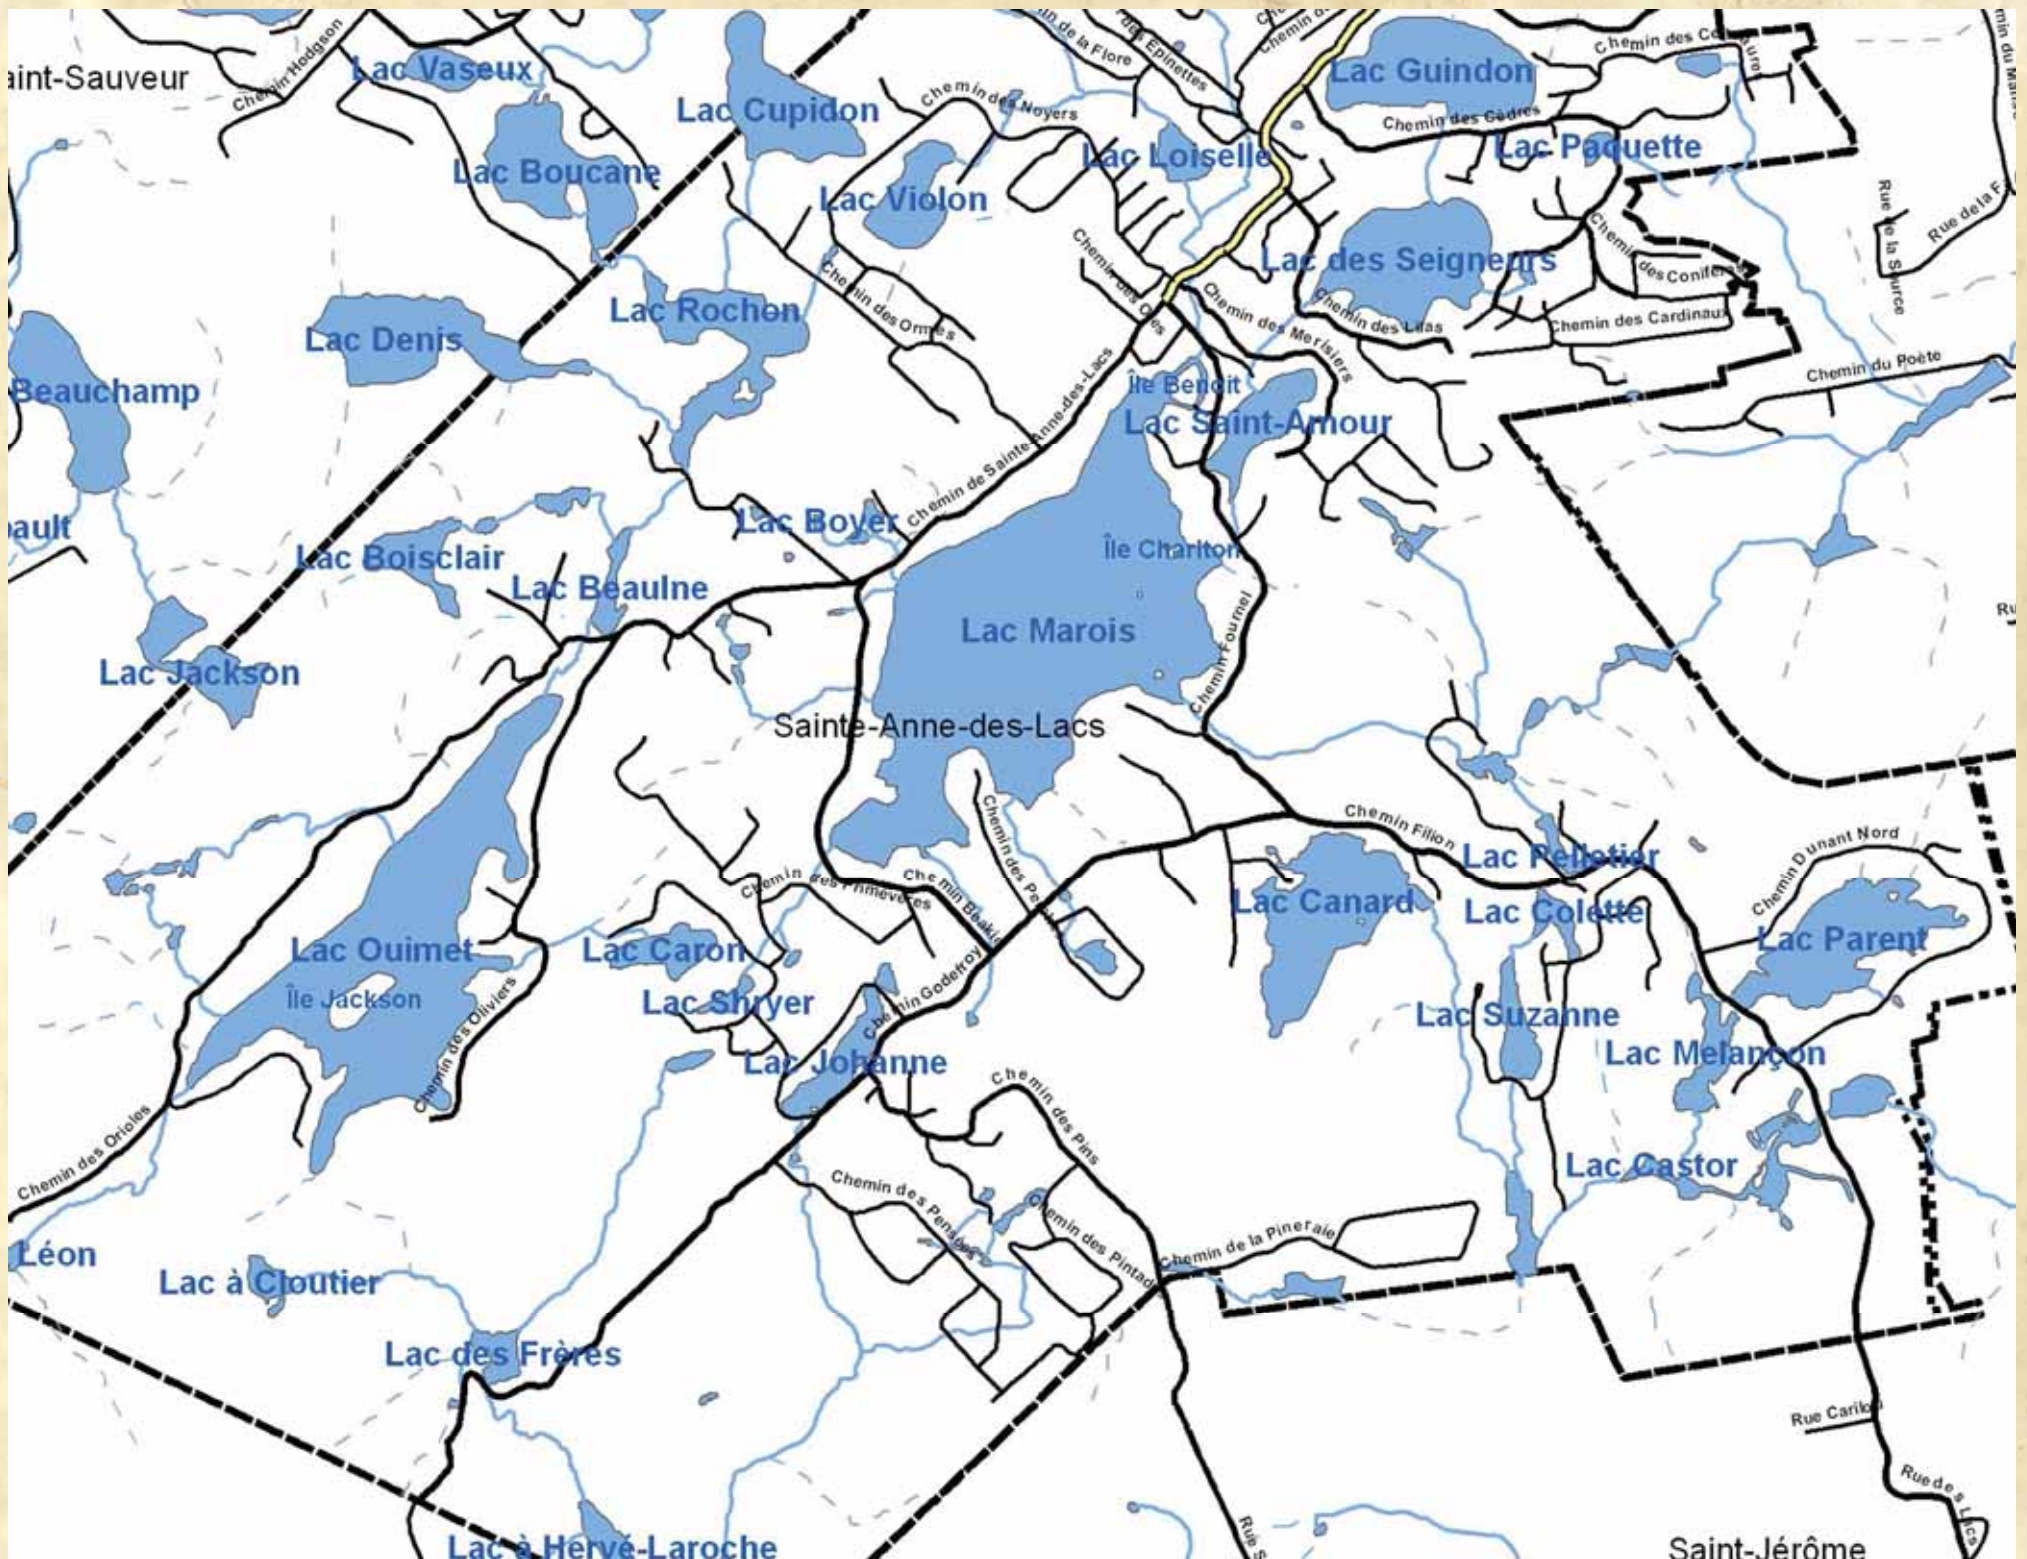 Saint-Sauveur
Chemin Hodgson
Lac Vaseux
Lac Cupidon
Chemin des Noyers
Lac Guindon
Chemin des Cèdres
Lac Paquette
Lac Boucane
Lac Violon
Lac Loiselle
Rue de la Source
Rue de la F
Lac des Seigneurs
Chemin des Conifères
Chemin des Cardinaux
Chemin des Lilas
Chemin des Merisiers
Chemin des Ormes
Lac Rochon
Lac Denis
Beauchamp
Île Benoit
Lac Saint-Amour
Chemin du Poète
Chemin de Sainte-Anne-des-Lacs
Lac Boyer
Lac Boisclair
Lac Beaulne
Île Charlton
Lac Marois
Chemin Fournel
Lac Jackson
Sainte-Anne-des-Lacs
Chemin Filion
Lac Pelletier
Chemin Dunant Nord
Chemin des Primevères
Lac Canard
Lac Colette
Lac Parent
Lac Ouimet
Île Jackson
Lac Caron
Lac Shryer
Chemin Godefroy
Chemin des Oliviers
Lac Johanne
Lac Suzanne
Lac Melançon
Chemin des Pins
Chemin des Orioles
Lac Castor
Chemin des Pensées
Chemin des Pintad
Chemin de la Pineraie
Léon
Lac à Cloutier
Lac des Frères
Rue des Lacs
Lac à Hervé-Laroche
Rue S
Saint-Jérôme